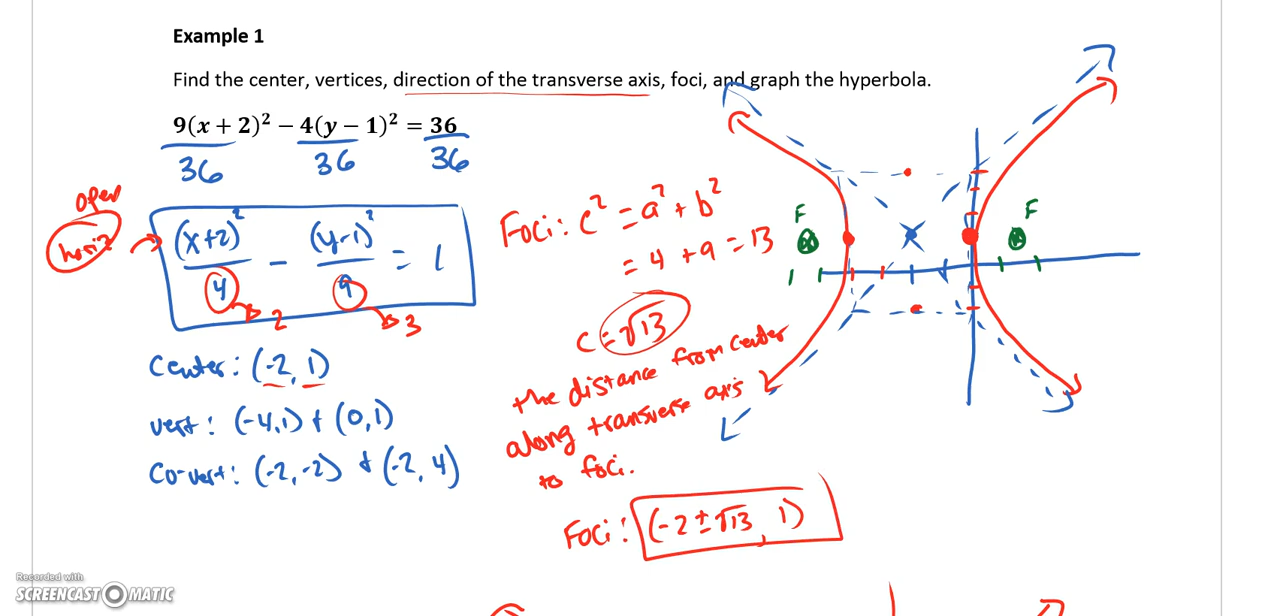 Example 1
Find the center, vertices, direction of the transverse axis, foci, and graph the hyperbola.
9(x + 2)² − 4(y − 1)² = 36
36 36 36
open
horiz
(x+2)²/4 − (y−1)²/9 = 1
2 3
Center: (-2, 1)
vert: (-4,1) + (0,1)
Co-vert: (-2,-2) + (-2, 4)
Foci: c² = a² + b²
= 4 + 9 = 13
c = √13
the distance from center
along transverse axis
to foci.
Foci: (-2 ± √13, 1)
F F
Recorded with
SCREENCAST O MATIC